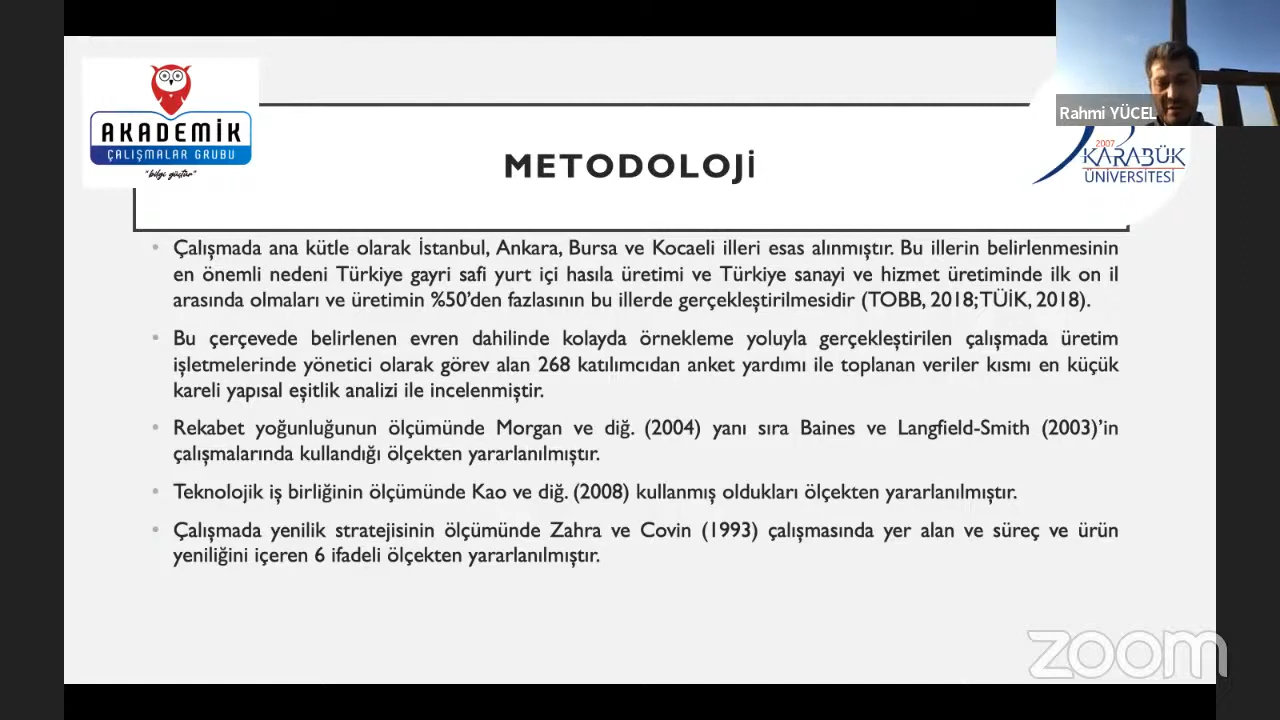 AKADEMİK
ÇALIŞMALAR GRUBU
"bilgi güçtür"
METODOLOJİ
Rahmi YÜCEL
2007
KARABÜK
ÜNİVERSİTESİ
• Çalışmada ana kütle olarak İstanbul, Ankara, Bursa ve Kocaeli illeri esas alınmıştır. Bu illerin belirlenmesinin
en önemli nedeni Türkiye gayri safi yurt içi hasıla üretimi ve Türkiye sanayi ve hizmet üretiminde ilk on il
arasında olmaları ve üretimin %50'den fazlasının bu illerde gerçekleştirilmesidir (TOBB, 2018; TÜİK, 2018).
• Bu çerçevede belirlenen evren dahilinde kolayda örnekleme yoluyla gerçekleştirilen çalışmada üretim
işletmelerinde yönetici olarak görev alan 268 katılımcıdan anket yardımı ile toplanan veriler kısmı en küçük
kareli yapısal eşitlik analizi ile incelenmiştir.
• Rekabet yoğunluğunun ölçümünde Morgan ve diğ. (2004) yanı sıra Baines ve Langfield-Smith (2003)'in
çalışmalarında kullandığı ölçekten yararlanılmıştır.
• Teknolojik iş birliğinin ölçümünde Kao ve diğ. (2008) kullanmış oldukları ölçekten yararlanılmıştır.
• Çalışmada yenilik stratejisinin ölçümünde Zahra ve Covin (1993) çalışmasında yer alan ve süreç ve ürün
yeniliğini içeren 6 ifadeli ölçekten yararlanılmıştır.
zoom